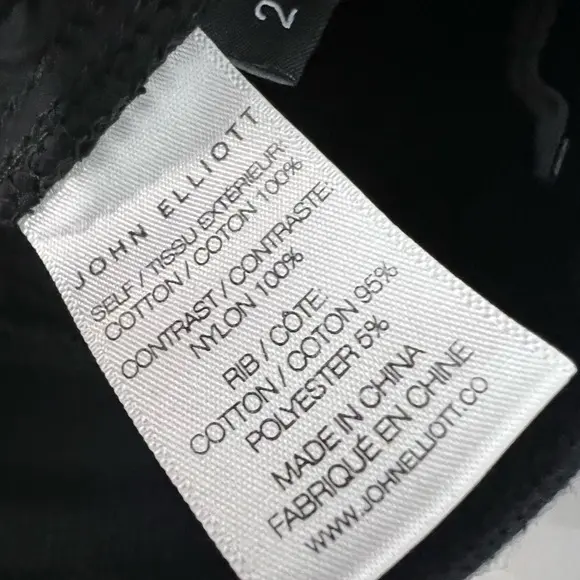 2
JOHN ELLIOTT
SELF / TISSU EXTÉRIEUR:
COTTON / COTON 100%
CONTRAST / CONTRASTE:
NYLON 100%
RIB / CÔTE:
COTTON / COTON 95%
POLYESTER 5%
MADE IN CHINA
FABRIQUÉ EN CHINE
WWW.JOHNELLIOTT.CO